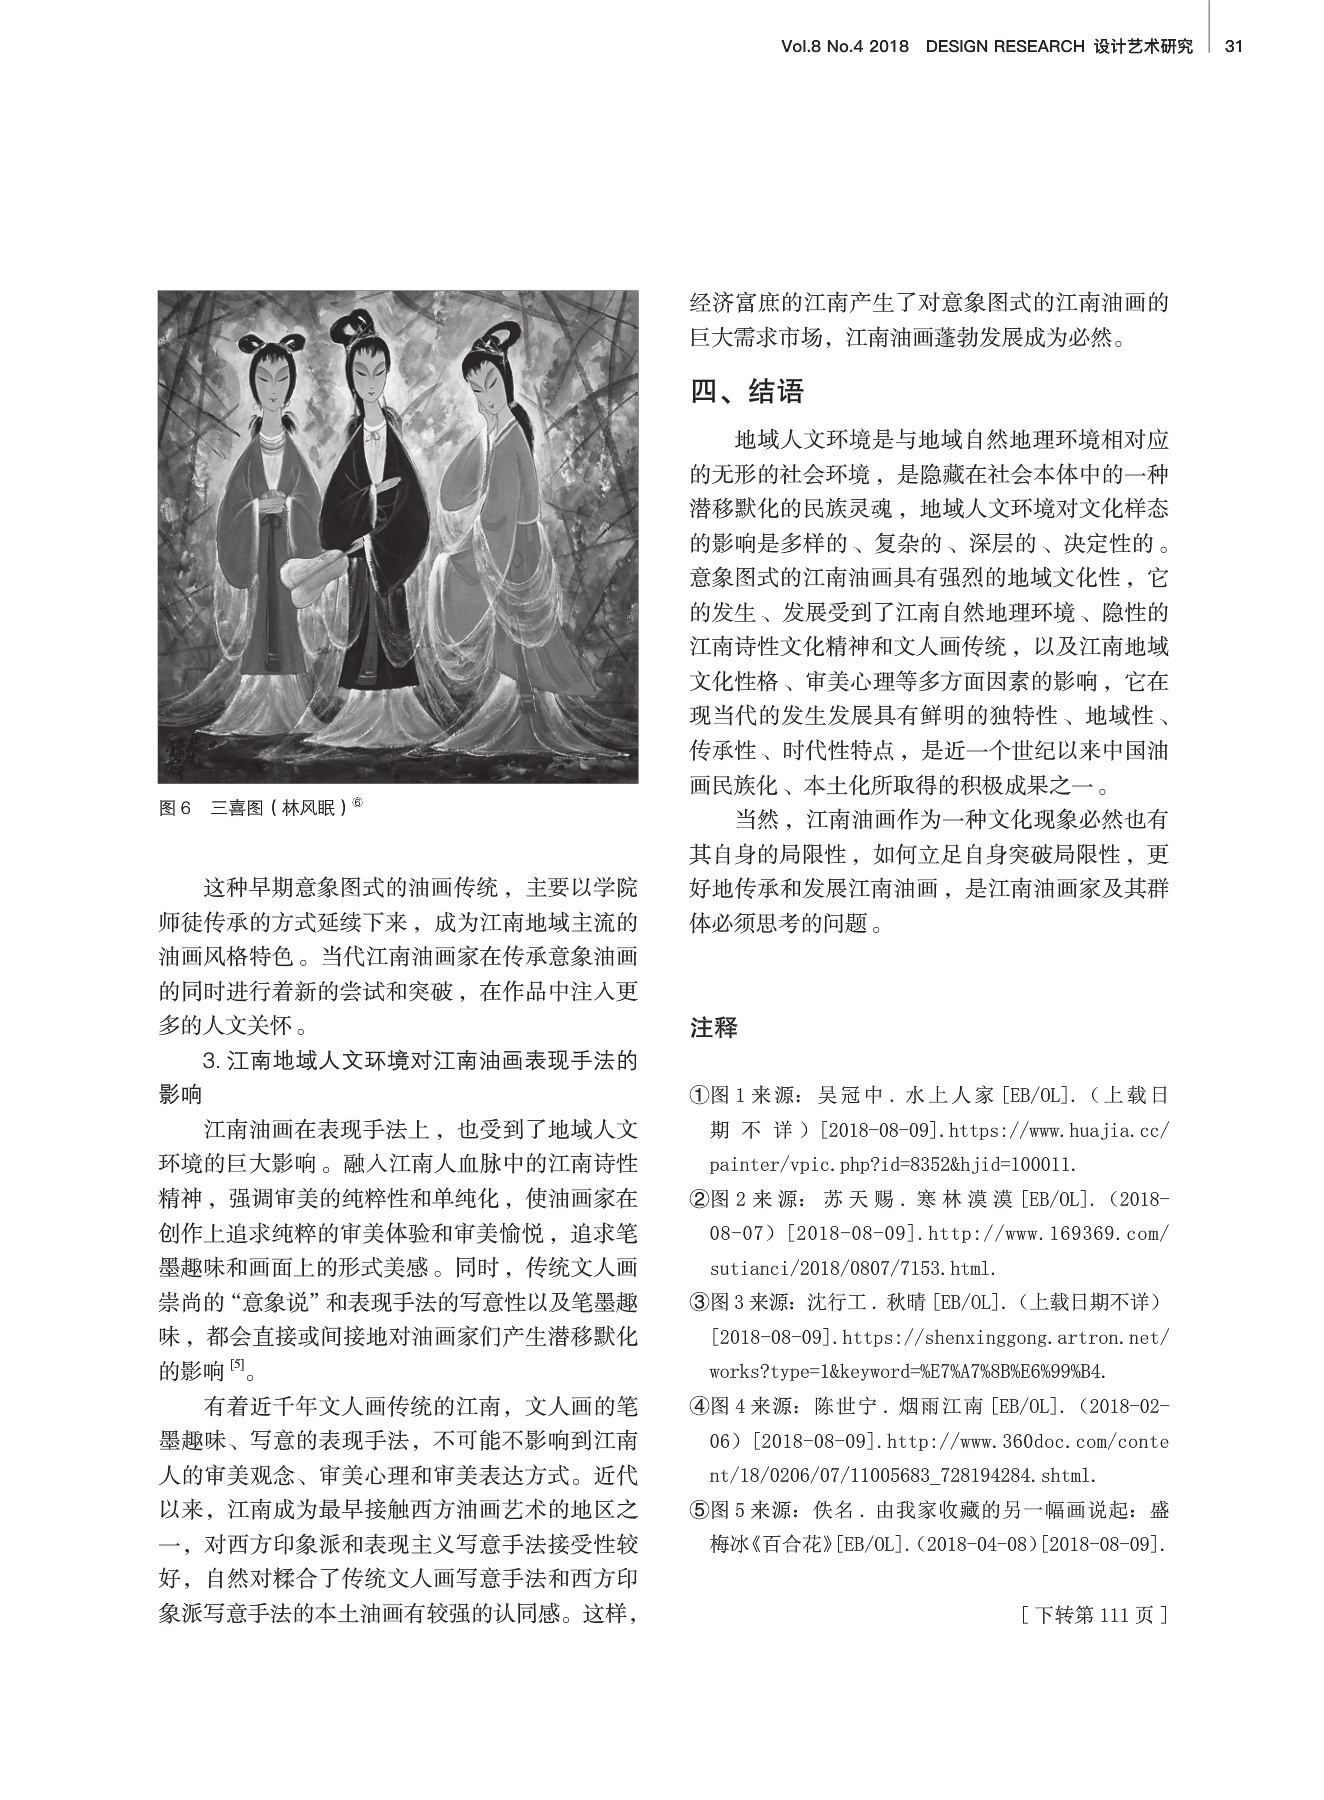 Vol.8 No.4 2018 DESIGN RESEARCH 设计艺术研究 31
图 6 三喜图（林风眠）⑥
这种早期意象图式的油画传统，主要以学院
师徒传承的方式延续下来，成为江南地域主流的
油画风格特色。当代江南油画家在传承意象油画
的同时进行着新的尝试和突破，在作品中注入更
多的人文关怀。
3. 江南地域人文环境对江南油画表现手法的
影响
江南油画在表现手法上，也受到了地域人文
环境的巨大影响。融入江南人血脉中的江南诗性
精神，强调审美的纯粹性和单纯化，使油画家在
创作上追求纯粹的审美体验和审美愉悦，追求笔
墨趣味和画面上的形式美感。同时，传统文人画
崇尚的“意象说”和表现手法的写意性以及笔墨趣
味，都会直接或间接地对油画家们产生潜移默化
的影响[5]。
有着近千年文人画传统的江南，文人画的笔
墨趣味、写意的表现手法，不可能不影响到江南
人的审美观念、审美心理和审美表达方式。近代
以来，江南成为最早接触西方油画艺术的地区之
一，对西方印象派和表现主义写意手法接受性较
好，自然对糅合了传统文人画写意手法和西方印
象派写意手法的本土油画有较强的认同感。这样，
经济富庶的江南产生了对意象图式的江南油画的
巨大需求市场，江南油画蓬勃发展成为必然。
四、结语
地域人文环境是与地域自然地理环境相对应
的无形的社会环境，是隐藏在社会本体中的一种
潜移默化的民族灵魂，地域人文环境对文化样态
的影响是多样的、复杂的、深层的、决定性的。
意象图式的江南油画具有强烈的地域文化性，它
的发生、发展受到了江南自然地理环境、隐性的
江南诗性文化精神和文人画传统，以及江南地域
文化性格、审美心理等多方面因素的影响，它在
现当代的发生发展具有鲜明的独特性、地域性、
传承性、时代性特点，是近一个世纪以来中国油
画民族化、本土化所取得的积极成果之一。
当然，江南油画作为一种文化现象必然也有
其自身的局限性，如何立足自身突破局限性，更
好地传承和发展江南油画，是江南油画家及其群
体必须思考的问题。
注释
①图 1 来源：吴冠中．水上人家[EB/OL].（上载日
期不详）[2018-08-09].https://www.huajia.cc/
painter/vpic.php?id=8352&hjid=100011.
②图 2 来源：苏天赐．寒林漠漠[EB/OL].（2018-
08-07）[2018-08-09].http://www.169369.com/
sutianci/2018/0807/7153.html.
③图 3 来源：沈行工．秋晴[EB/OL].（上载日期不详）
[2018-08-09].https://shenxinggong.artron.net/
works?type=1&keyword=%E7%A7%8B%E6%99%B4.
④图 4 来源：陈世宁．烟雨江南[EB/OL].（2018-02-
06）[2018-08-09].http://www.360doc.com/conte
nt/18/0206/07/11005683_728194284.shtml.
⑤图 5 来源：佚名．由我家收藏的另一幅画说起：盛
梅冰《百合花》[EB/OL].（2018-04-08）[2018-08-09].
［下转第 111 页］